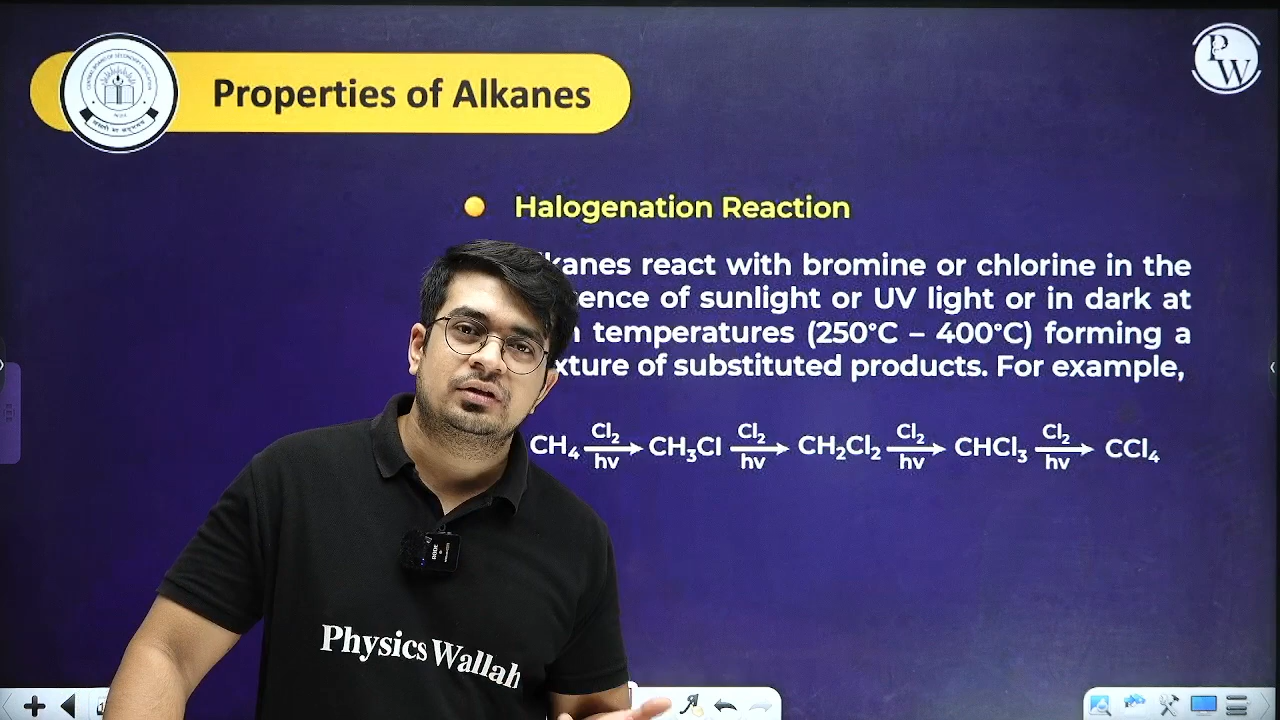 Properties of Alkanes
PW
Halogenation Reaction
kanes react with bromine or chlorine in the
ence of sunlight or UV light or in dark at
temperatures (250°C – 400°C) forming a
xture of substituted products. For example,
CH₄ —Cl₂/hv→ CH₃Cl —Cl₂/hv→ CH₂Cl₂ —Cl₂/hv→ CHCl₃ —Cl₂/hv→ CCl₄
Physics Wallah